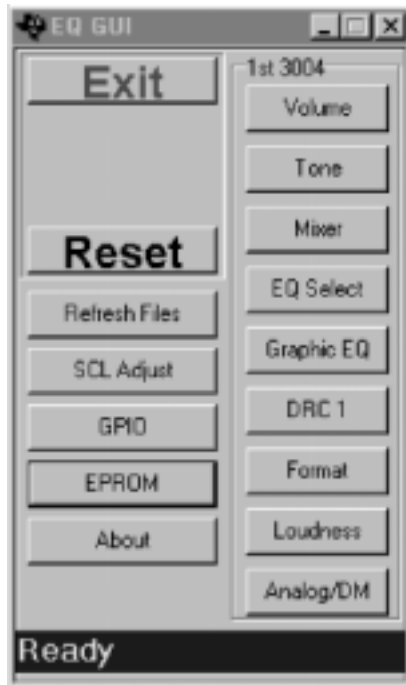 EQ GUI
Exit
Reset
Refresh Files
SCL Adjust
GPIO
EPROM
About
1st 3004
Volume
Tone
Mixer
EQ Select
Graphic EQ
DRC 1
Format
Loudness
Analog/DM
Ready